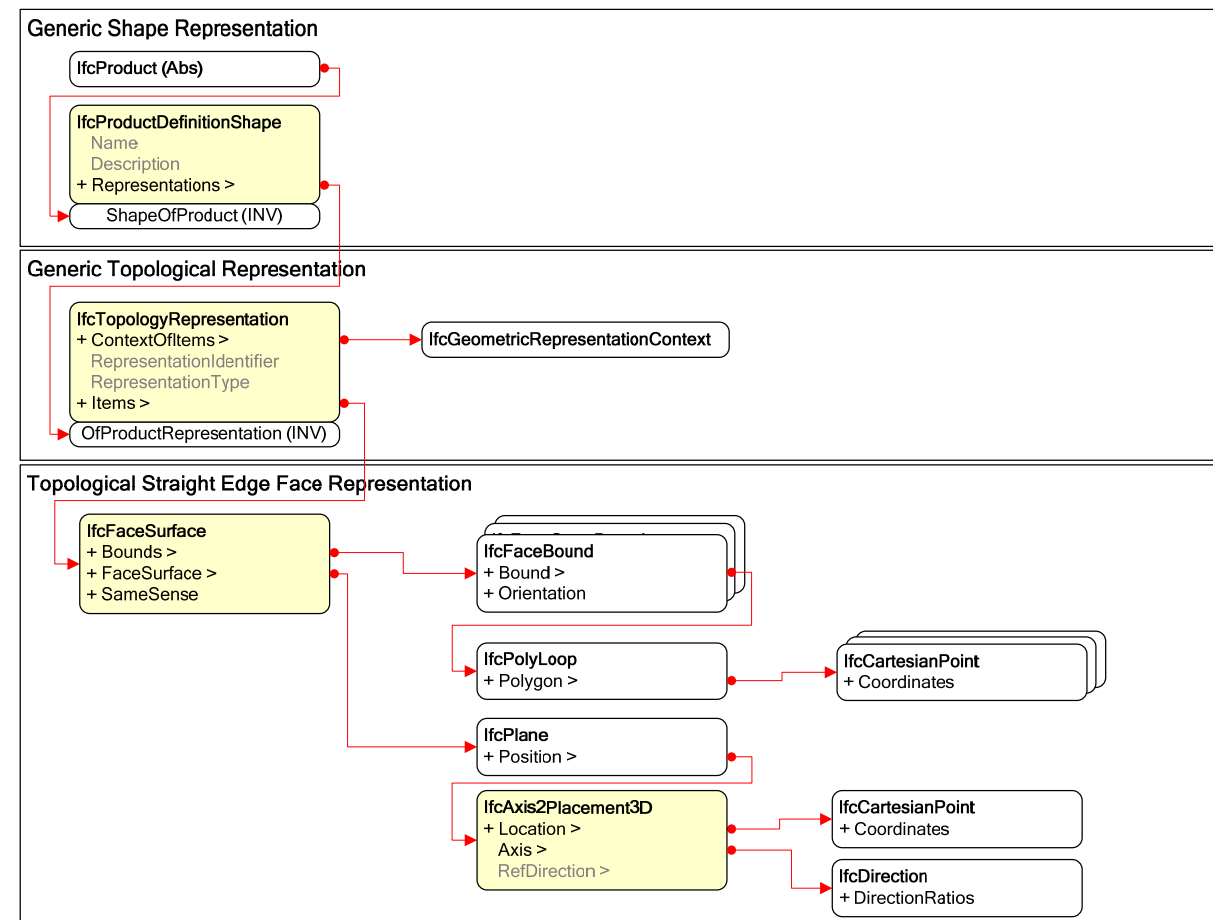 Generic Shape Representation
IfcProduct (Abs)
IfcProductDefinitionShape
Name
Description
+ Representations >
ShapeOfProduct (INV)
Generic Topological Representation
IfcTopologyRepresentation
+ ContextOfItems >
RepresentationIdentifier
RepresentationType
+ Items >
OfProductRepresentation (INV)
IfcGeometricRepresentationContext
Topological Straight Edge Face Representation
IfcFaceSurface
+ Bounds >
+ FaceSurface >
+ SameSense
IfcFaceBound
+ Bound >
+ Orientation
IfcPolyLoop
+ Polygon >
IfcCartesianPoint
+ Coordinates
IfcPlane
+ Position >
IfcAxis2Placement3D
+ Location >
Axis >
RefDirection >
IfcCartesianPoint
+ Coordinates
IfcDirection
+ DirectionRatios